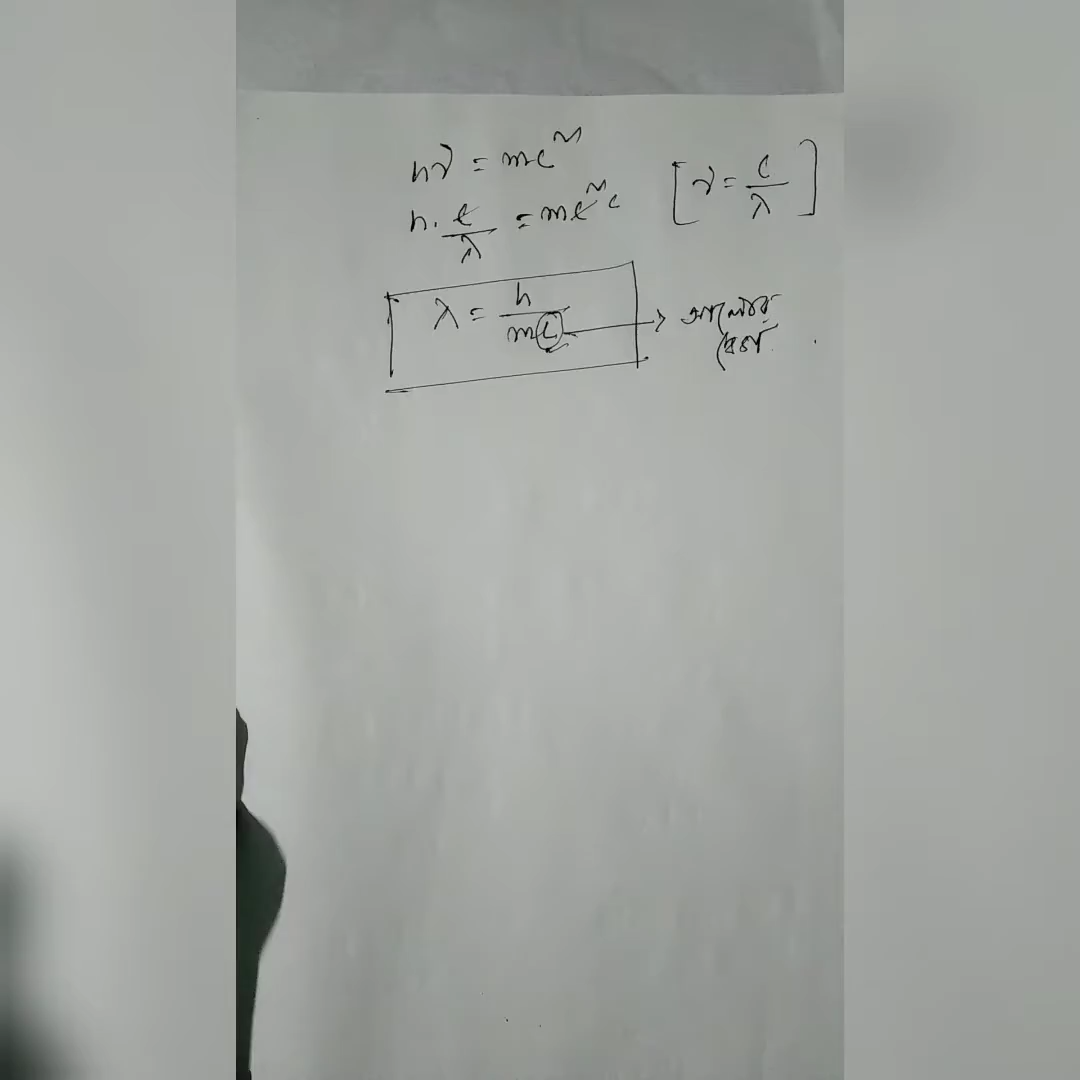 hν = mc² [ν = c/λ]
h. c/λ = mc² c
λ = h/mc → আলোর
বেগ